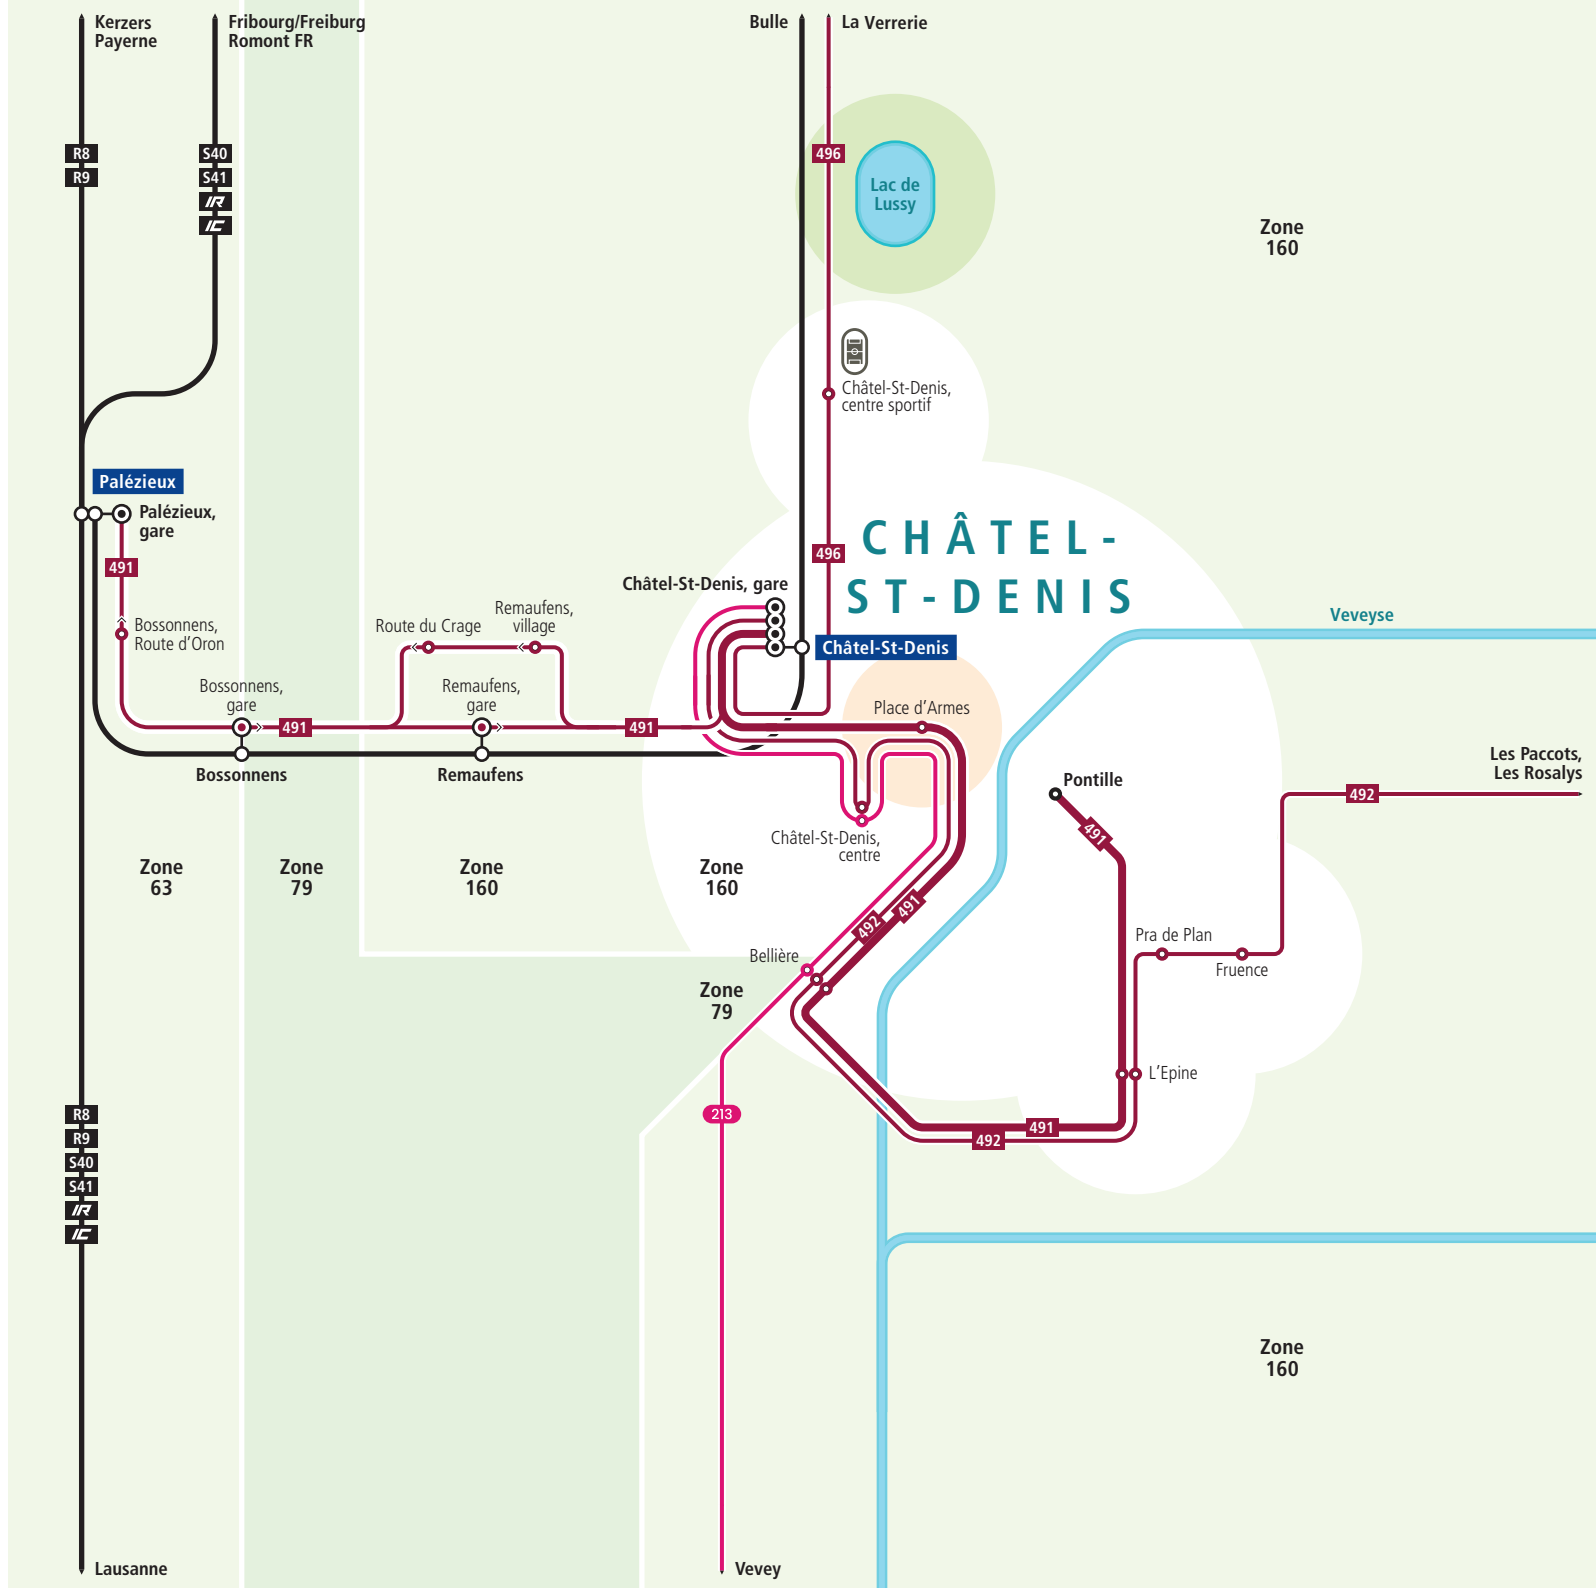 Kerzers
Payerne
Fribourg/Freiburg
Romont FR
Bulle
La Verrerie
R8
R9
S40
S41
IR
IC
496
Lac de
Lussy
Zone
160
Châtel-St-Denis,
centre sportif
Palézieux
Palézieux,
gare
491
Bossonnens,
Route d'Oron
Bossonnens,
gare
491
Bossonnens
Route du Crage
Remaufens,
village
Remaufens,
gare
Remaufens
491
Châtel-St-Denis, gare
496
CHÂTEL-
ST-DENIS
Châtel-St-Denis
Veveyse
Place d'Armes
Châtel-St-Denis,
centre
Pontille
491
Les Paccots,
Les Rosalys
492
Zone
63
Zone
79
Zone
160
Zone
160
492
491
Bellière
Zone
79
Pra de Plan
Fruence
L'Epine
213
491
492
R8
R9
S40
S41
IR
IC
Zone
160
Lausanne
Vevey